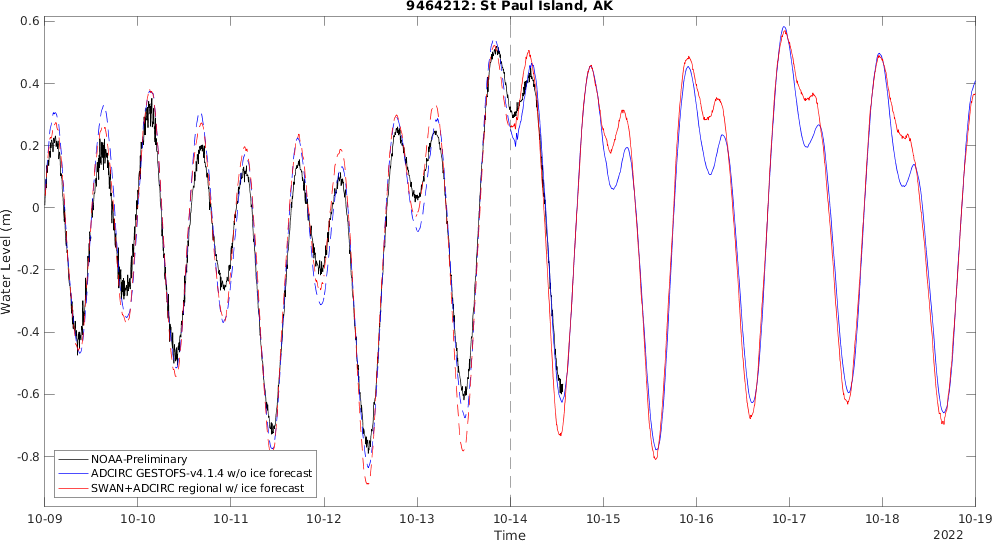 9464212: St Paul Island, AK
0.6
0.4
0.2
0
-0.2
-0.4
-0.6
-0.8
Water Level (m)
NOAA-Preliminary
ADCIRC GESTOFS-v4.1.4 w/o ice forecast
SWAN+ADCIRC regional w/ ice forecast
10-09 10-10 10-11 10-12 10-13 10-14 10-15 10-16 10-17 10-18 10-19
Time
2022